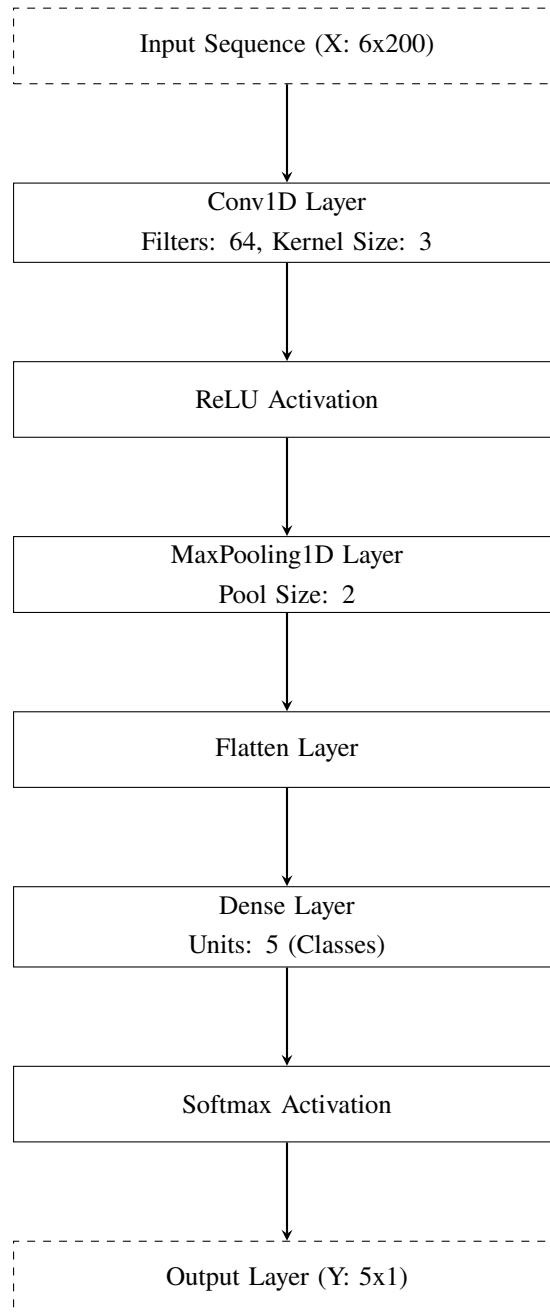 Input Sequence (X: 6x200)
Conv1D Layer
Filters: 64, Kernel Size: 3
ReLU Activation
MaxPooling1D Layer
Pool Size: 2
Flatten Layer
Dense Layer
Units: 5 (Classes)
Softmax Activation
Output Layer (Y: 5x1)